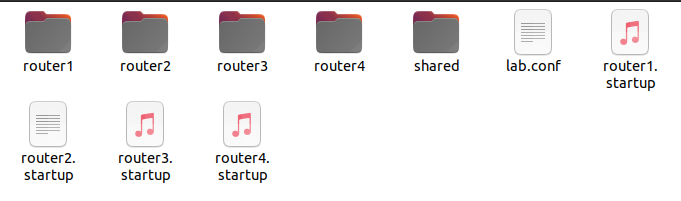 router1
router2
router3
router4
shared
lab.conf
router1.
startup
router2.
startup
router3.
startup
router4.
startup